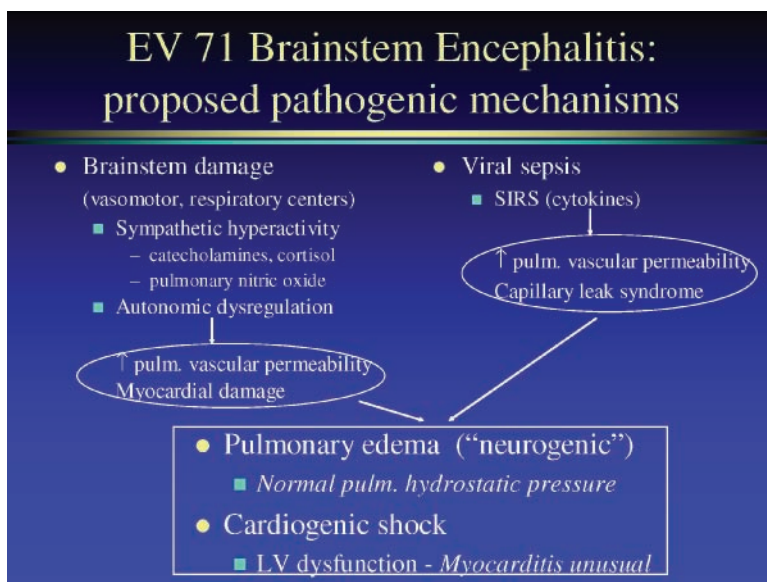 EV 71 Brainstem Encephalitis:
proposed pathogenic mechanisms
Brainstem damage
(vasomotor, respiratory centers)
Sympathetic hyperactivity
– catecholamines, cortisol
– pulmonary nitric oxide
Autonomic dysregulation
↑ pulm. vascular permeability
Myocardial damage
Viral sepsis
SIRS (cytokines)
↑ pulm. vascular permeability
Capillary leak syndrome
Pulmonary edema (“neurogenic”)
Normal pulm. hydrostatic pressure
Cardiogenic shock
LV dysfunction - Myocarditis unusual